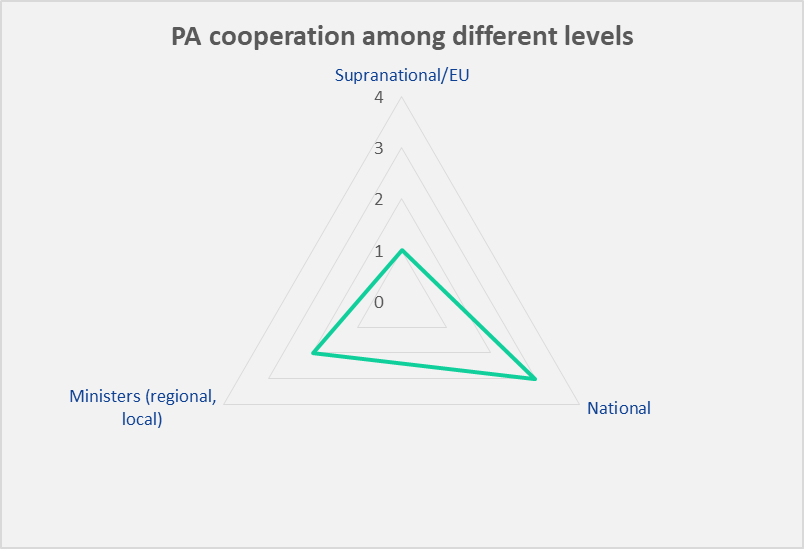 PA cooperation among different levels
Supranational/EU
4
3
2
1
0
Ministers (regional,
local)
National